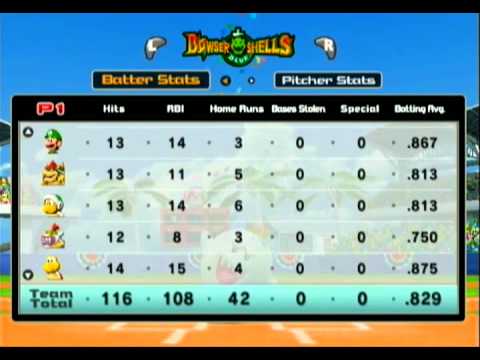 C BOWSER SHELLS R
BLUE
Batter Stats Pitcher Stats
P1 Hits RBI Home Runs Bases Stolen Special Batting Avg.
13 14 3 0 0 .867
13 11 5 0 0 .813
13 14 6 0 0 .813
12 8 3 0 0 .750
14 15 4 0 0 .875
Team
Total 116 108 42 0 0 .829